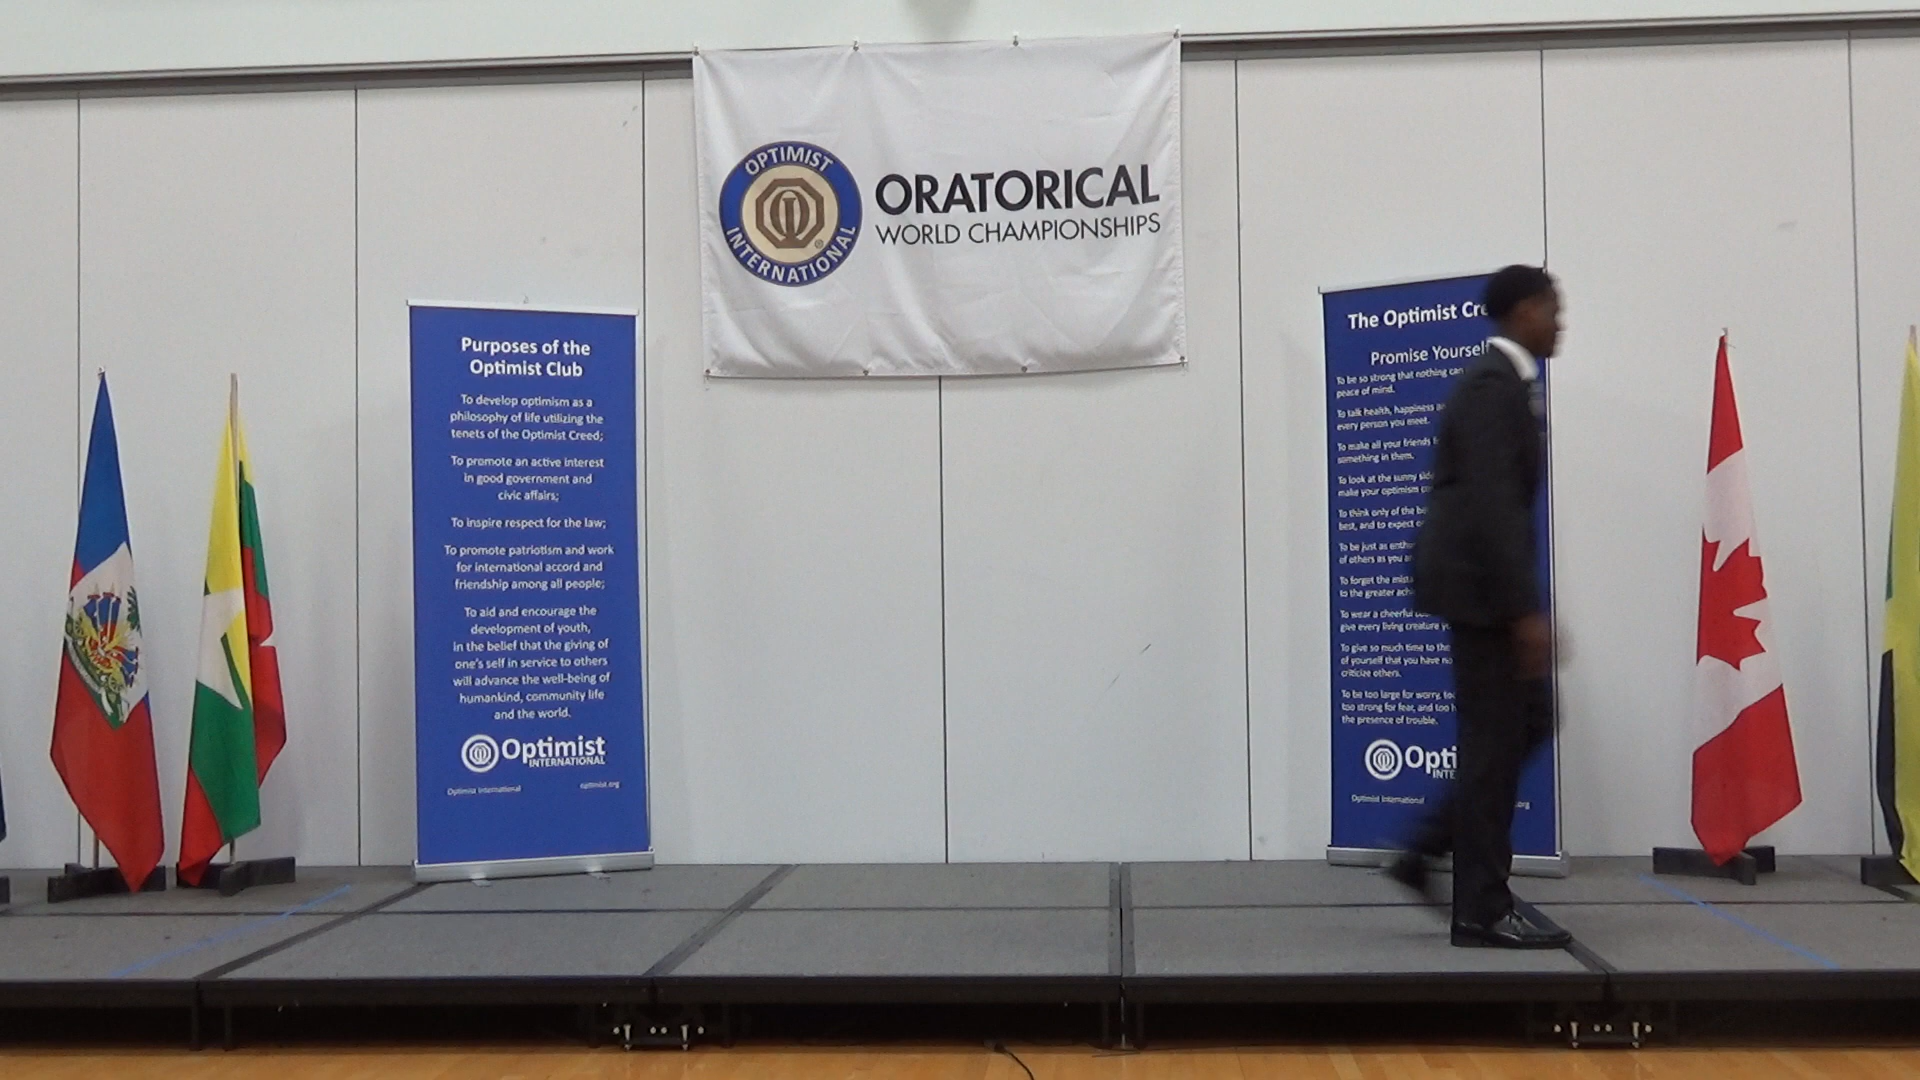 OPTIMIST
INTERNATIONAL
®
ORATORICAL
WORLD CHAMPIONSHIPS
Purposes of the
Optimist Club
To develop optimism as a
philosophy of life utilizing the
tenets of the Optimist Creed;
To promote an active interest
in good government and
civic affairs;
To inspire respect for the law;
To promote patriotism and work
for international accord and
friendship among all people;
To aid and encourage the
development of youth,
in the belief that the giving of
one's self in service to others
will advance the well-being of
humankind, community life
and the world.
Optimist
INTERNATIONAL
Optimist International
optimist.org
The Optimist Cre
Promise Yourself
To be so strong that nothing can
peace of mind.
To talk health, happiness
every person you meet.
To make all your friends
something in them.
To look at the sunny
make your optimism
To think only of the
best, and to expect
To be just as
of others as you
To forget the
to the greater
To wear a cheerful
give every living creature
To give so much time to the
of yourself that you have
criticize others.
To be too large for worry,
too strong for fear, and too
the presence of trouble.
Opti
INTE
Optimist International
.org